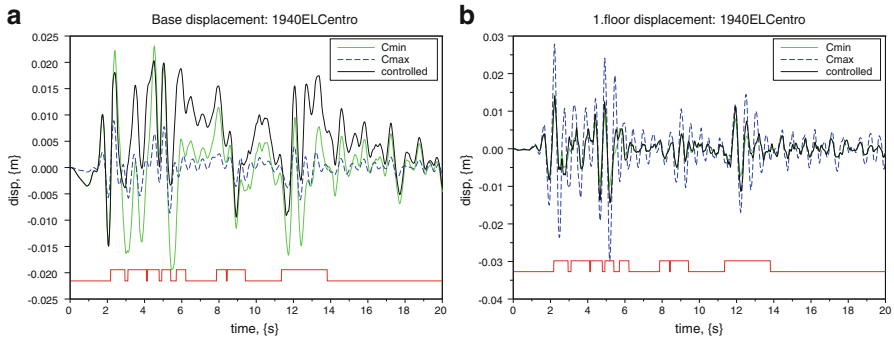 a
Base displacement: 1940ELCentro
0.025
0.020
0.015
0.010
0.005
0.000
-0.005
-0.010
-0.015
-0.020
-0.025
disp, {m}
Cmin
Cmax
controlled
0 2 4 6 8 10 12 14 16 18 20
time, {s}
b
1.floor displacement: 1940ELCentro
0.03
0.02
0.01
0.00
-0.01
-0.02
-0.03
-0.04
disp, {m}
Cmin
Cmax
controlled
0 2 4 6 8 10 12 14 16 18 20
time, {s}